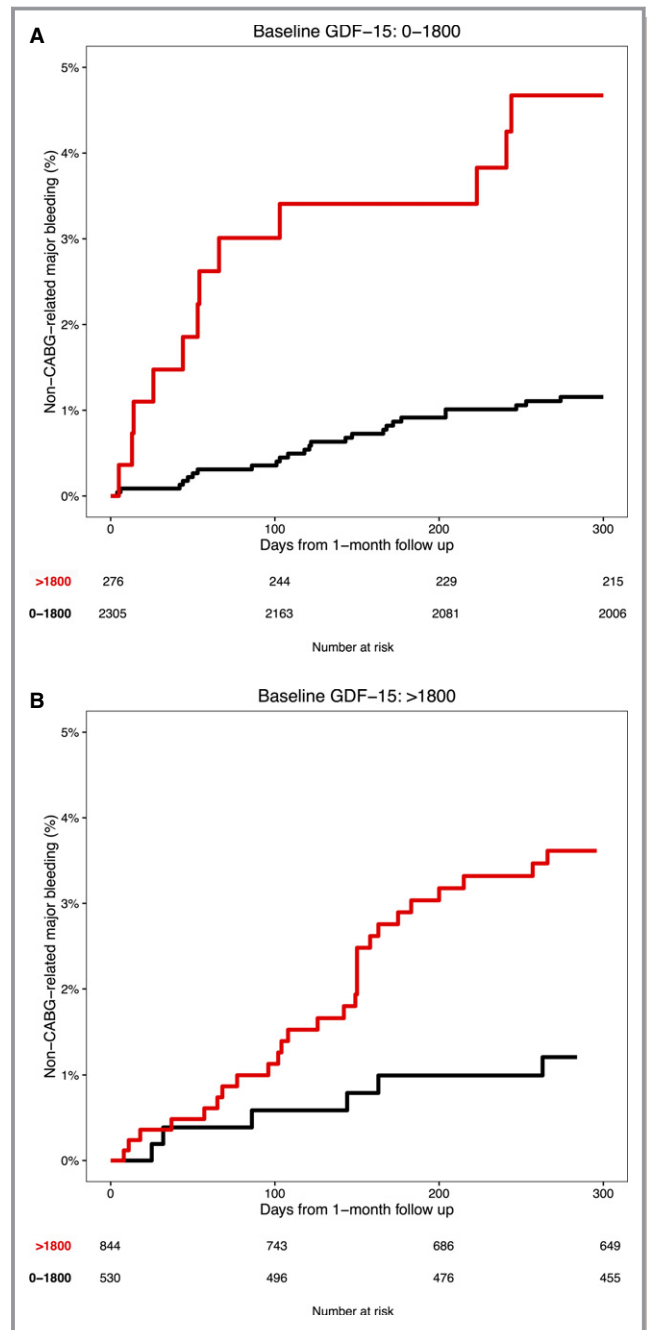 A
Baseline GDF−15: 0−1800
Non−CABG−related major bleeding (%)
5%
4%
3%
2%
1%
0%
0 100 200 300
Days from 1−month follow up
>1800 276 244 229 215
0−1800 2305 2163 2081 2006
Number at risk
B
Baseline GDF−15: >1800
Non−CABG−related major bleeding (%)
5%
4%
3%
2%
1%
0%
0 100 200 300
Days from 1−month follow up
>1800 844 743 686 649
0−1800 530 496 476 455
Number at risk